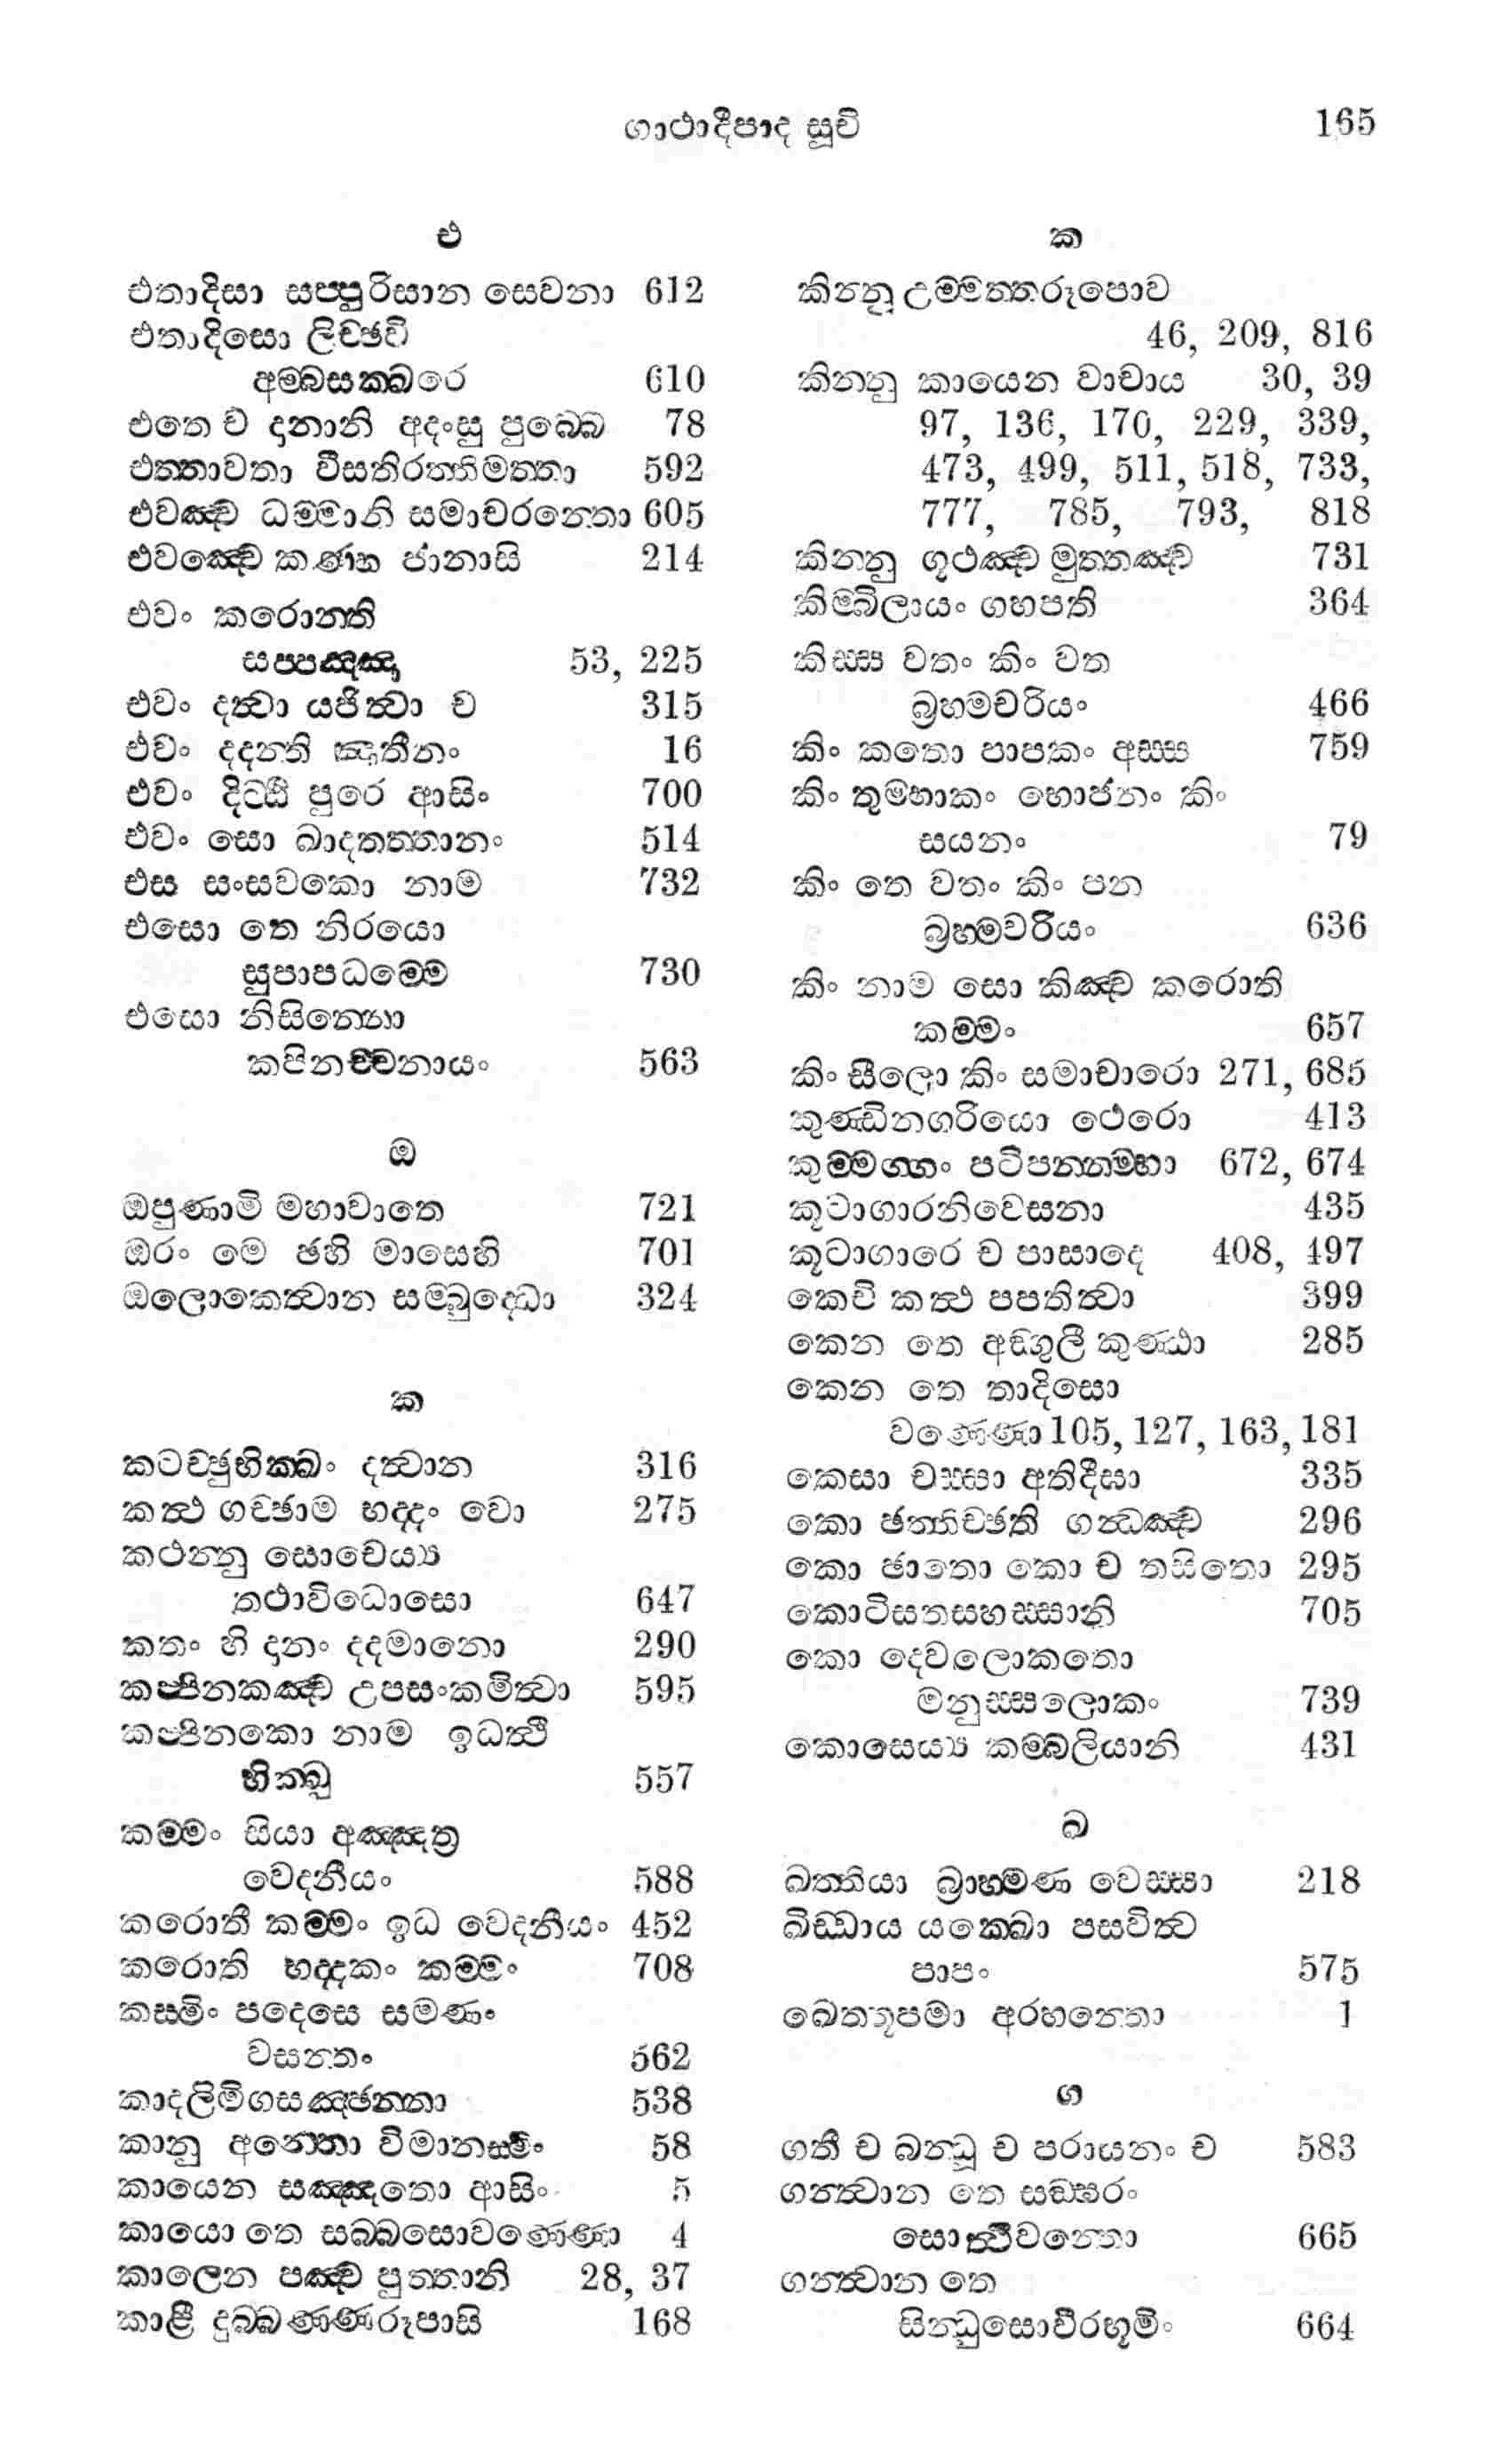 ගාථාදීපාද සූචි 165
එ
එතාදිසා සප්පුරිසාන සෙවනා 612
එතාදිසො ලිච්ඡවි
අම්බසක්ඛරෙ 610
එතෙ ච දානානි අදංසු පුබ්බෙ 78
එත්තාවතා වීසතිරත්තිමත්තා 592
එවඤ්ච ධම්මානි සමාචරන්තො 605
එවඤ්චෙ කණ්හ ජානාසි 214
එවං කරොන්ති
සප්පඤ්ඤා 53, 225
එවං දත්වා යජිත්වා ච 315
එවං දදන්ති ඤාතීනං 16
එවං දිට්ඨී පුරෙ ආසිං 700
එවං සො ඛාදතත්තානං 514
එස සංසවකො නාම 732
එසො තෙ නිරයො
සුපාපධම්මෙ 730
එසො නිසින්නො
කපිනච්චනායං 563
ඔ
ඔපුණාමි මහාවාතෙ 721
ඔරං මෙ ඡහි මාසෙහි 701
ඔලොකෙත්වාන සම්බුද්ධො 324
ක
කටච්ඡුභික්ඛං දත්වාන 316
කත්ථ ගච්ඡාම භද්දං වො 275
කථන්නු සොචෙය්‍ය
තථාවිධොසො 647
කතං හි දානං දදමානො 290
කප්පිනකඤ්ච උපසංකමිත්වා 595
කප්පිනකො නාම ඉධත්ථි
භික්ඛු 557
කම්මං සියා අඤ්ඤත්‍ර
වෙදනීයං 588
කරොති කම්මං ඉධ වෙදනීයං 452
කරොති භද්දකං කම්මං 708
කස්මිං පදෙසෙ සමණං
වසන්තං 562
කාදලිමිගසඤ්ඡන්නා 538
කානු අන්තො විමානස්මිං 58
කායෙන සඤ්ඤතො ආසිං 5
කායො තෙ සබ්බසොවණ්ණො 4
කාලෙන පඤ්ච පුත්තානි 28, 37
කාළී දුබ්බණ්ණරූපාසි 168
ක
කින්නු උම්මත්තරූපොව
46, 209, 816
කින්නු කායෙන වාචාය 30, 39
97, 136, 170, 229, 339,
473, 499, 511, 518, 733,
777, 785, 793, 818
කින්නු ගූථඤ්ච මුත්තඤ්ච 731
කිම්බිලායං ගහපති 364
කිස්ස වතං කිං වත
බ්‍රහ්මචරියං 466
කිං කතො පාපකං අස්ස 759
කිං තුම්හාකං භොජනං කිං
සයනං 79
කිං තෙ වතං කිං පන
බ්‍රහ්මචරියං 636
කිං නාම සො කිඤ්ච කරොති
කම්මං 657
කිං සීලො කිං සමාචාරො 271, 685
කුණ්ඩිනගරියො ථෙරො 413
කුම්මග්ගං පටිපන්නම්හා 672, 674
කූටාගාරනිවෙසනා 435
කූටාගාරෙ ච පාසාදෙ 408, 497
කෙචි කත්ථ පපතිත්වා 399
කෙන තෙ අඞ්ගුලී කුණ්ඨා 285
කෙන තෙ තාදිසො
වණ්ණො 105, 127, 163, 181
කෙසා චස්සා අතිදීඝා 335
කො ඡත්තිච්ඡති ගන්ධඤ්ච 296
කො ඡාතො කො ච තසිතො 295
කොටිසතසහස්සානි 705
කො දෙවලොකතො
මනුස්සලොකං 739
කොසෙය්‍ය කම්බලියානි 431
ඛ
ඛත්තියා බ්‍රාහ්මණ වෙස්සා 218
ඛිඩ්ඩාය යක්ඛො පසවිත්ව
පාපං 575
ඛෙත්තූපමා අරහන්තො 1
ග
ගතී ච බන්ධූ ච පරායනං ච 583
ගන්ත්වාන තෙ සඞ්ඝරං
සොත්ථිවන්තො 665
ගන්ත්වාන තෙ
සින්ධුසොවීරභූමිං 664